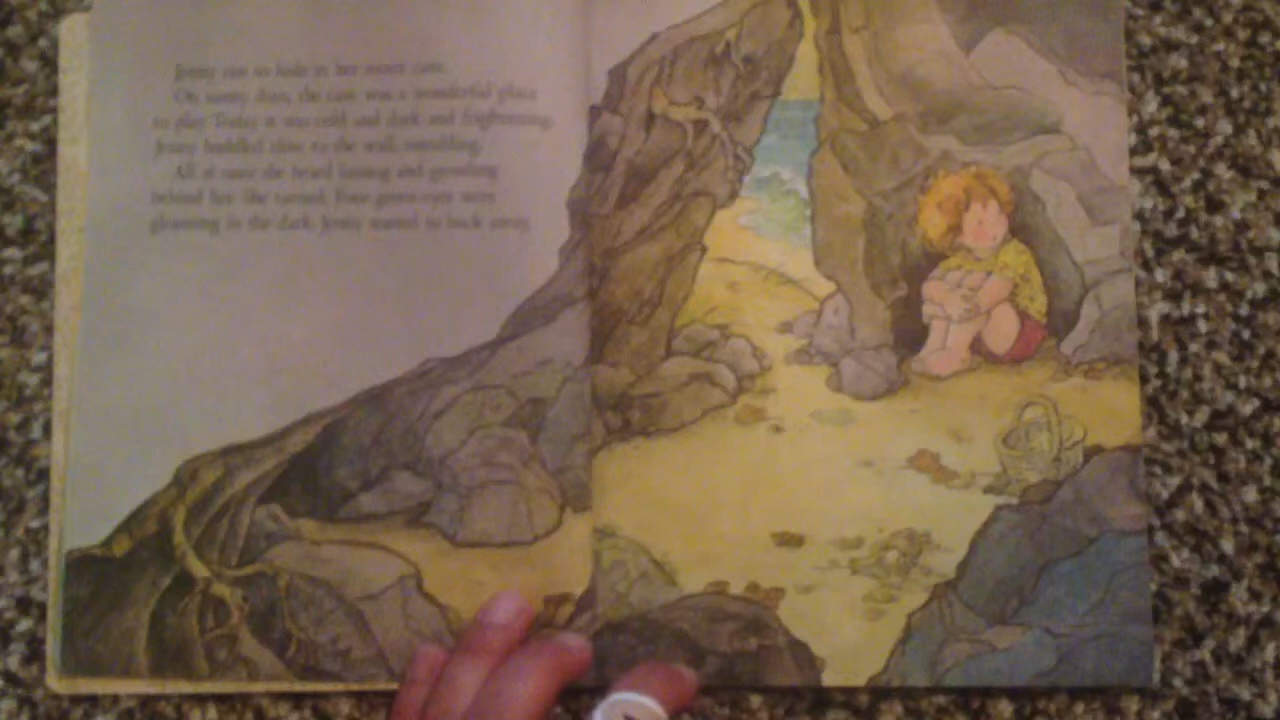 Jenny ran to hide in her secret cave.
On sunny days, the cave was a wonderful place
to play. Today it was cold and dark and frightening.
Jenny huddled close to the wall, trembling.
All at once she heard hissing and growling
behind her. She turned. Four green eyes were
gleaming in the dark. Jenny started to back away.